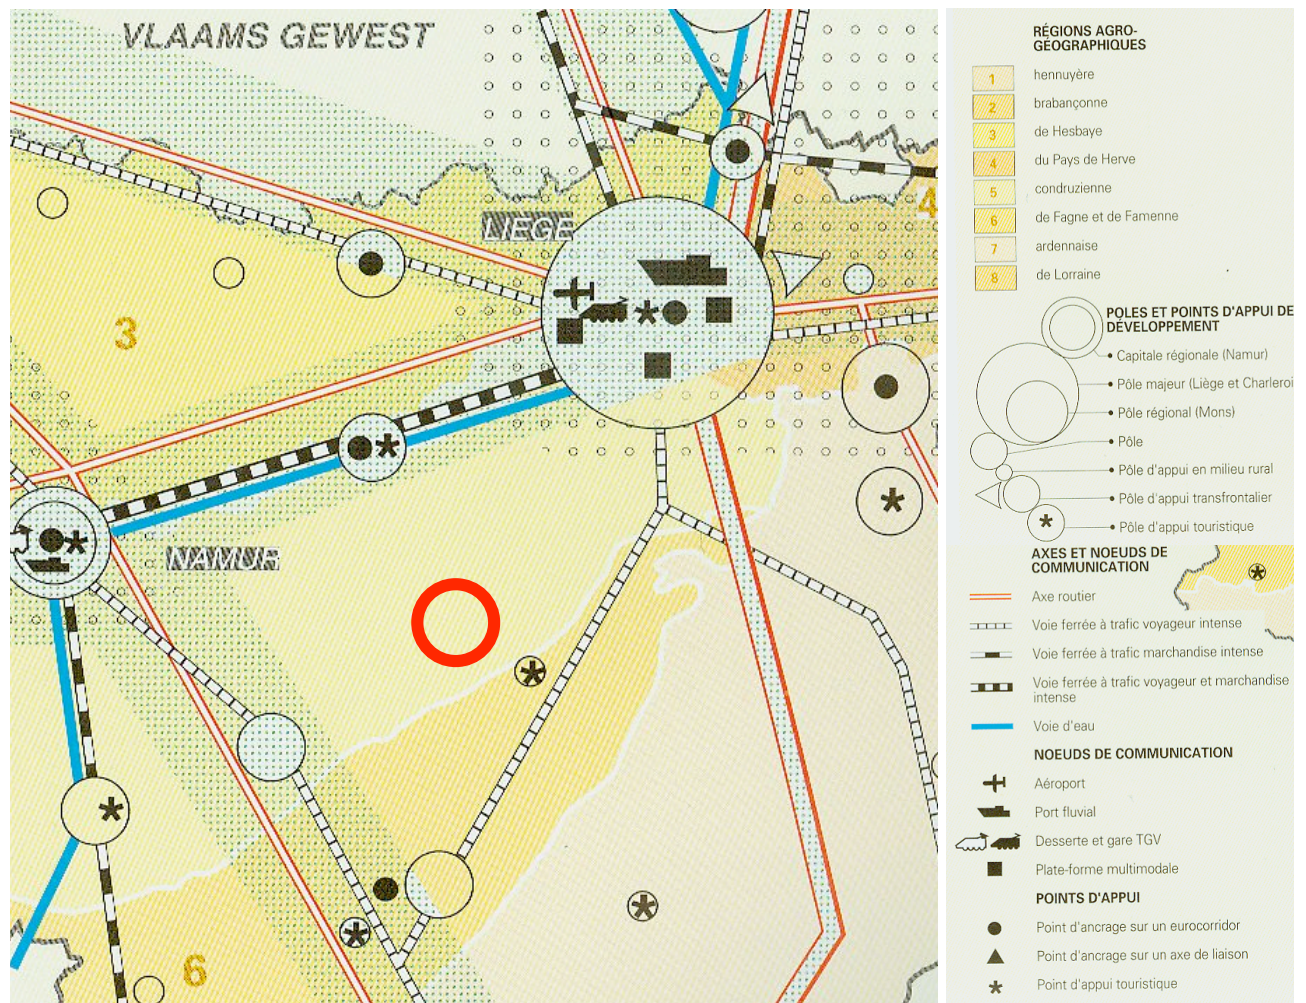 VLAAMS GEWEST
LIEGE
4
3
NAMUR
6
RÉGIONS AGRO-
GÉOGRAPHIQUES
1 hennuyère
2 brabançonne
3 de Hesbaye
4 du Pays de Herve
5 condruzienne
6 de Fagne et de Famenne
7 ardennaise
8 de Lorraine
POLES ET POINTS D'APPUI DE
DÉVELOPPEMENT
Capitale régionale (Namur)
Pôle majeur (Liège et Charleroi
Pôle régional (Mons)
Pôle
Pôle d'appui en milieu rural
Pôle d'appui transfrontalier
Pôle d'appui touristique
AXES ET NOEUDS DE
COMMUNICATION
Axe routier
Voie ferrée à trafic voyageur intense
Voie ferrée à trafic marchandise intense
Voie ferrée à trafic voyageur et marchandise
intense
Voie d'eau
NOEUDS DE COMMUNICATION
Aéroport
Port fluvial
Desserte et gare TGV
Plate-forme multimodale
POINTS D'APPUI
Point d'ancrage sur un eurocorridor
Point d'ancrage sur un axe de liaison
Point d'appui touristique